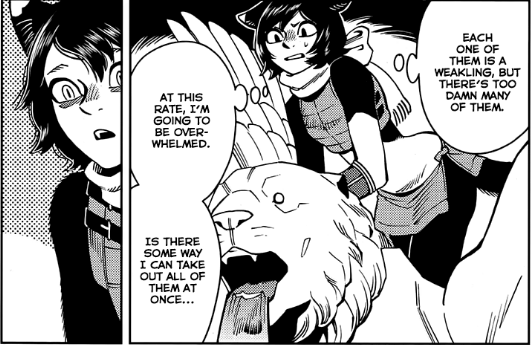 EACH
ONE OF
THEM IS A
WEAKLING, BUT
THERE'S TOO
DAMN MANY
OF THEM.
AT THIS
RATE, I'M
GOING TO
BE OVER-
WHELMED.
IS THERE
SOME WAY
I CAN TAKE
OUT ALL OF
THEM AT
ONCE...